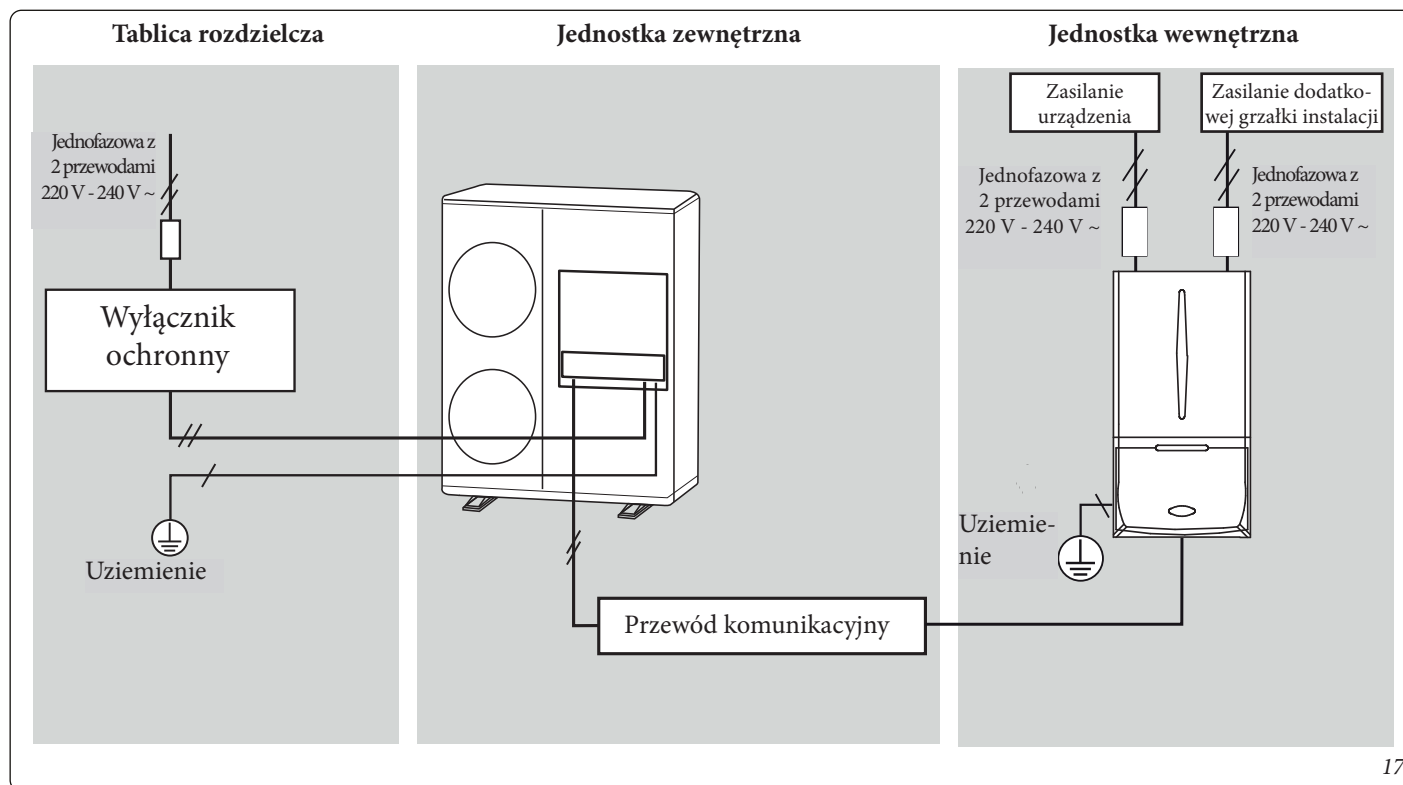 Tablica rozdzielcza
Jednostka zewnętrzna
Jednostka wewnętrzna
Jednofazowa z
2 przewodami
220 V - 240 V ~
Wyłącznik
ochronny
Uziemienie
Zasilanie
urządzenia
Zasilanie dodatko-
wej grzałki instalacji
Jednofazowa z
2 przewodami
220 V - 240 V ~
Jednofazowa z
2 przewodami
220 V - 240 V ~
Uziemie-
nie
Przewód komunikacyjny
17